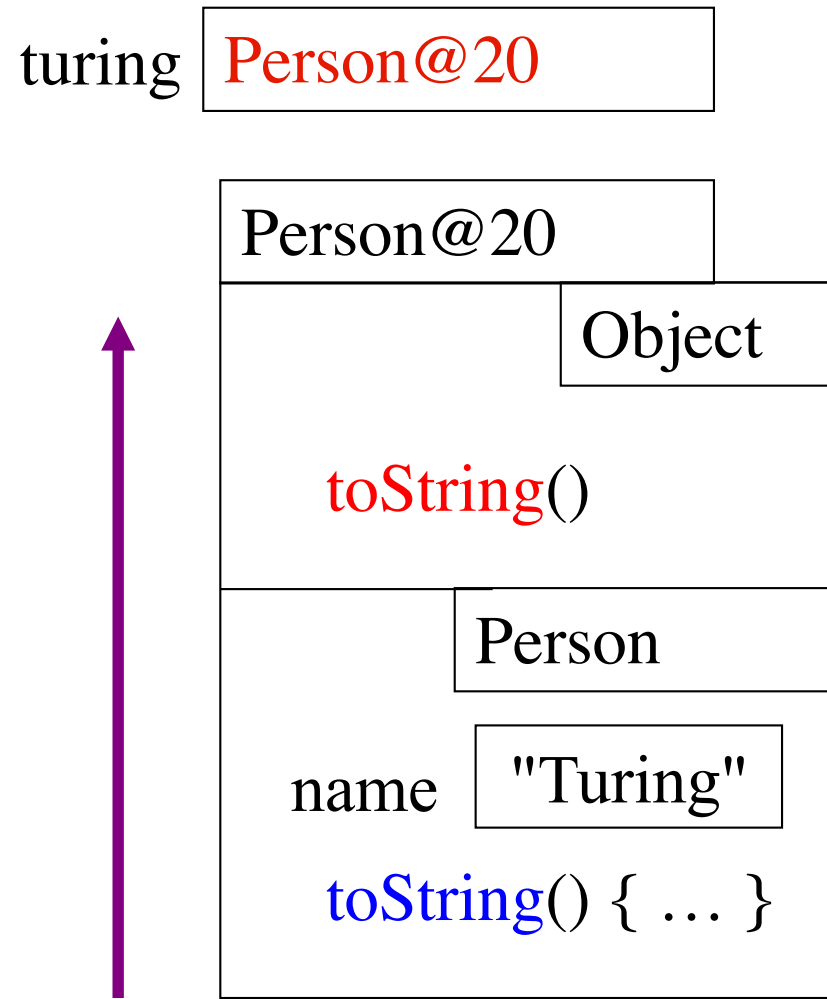 turing Person@20
Person@20
Object
toString()
Person
name "Turing"
toString() { … }